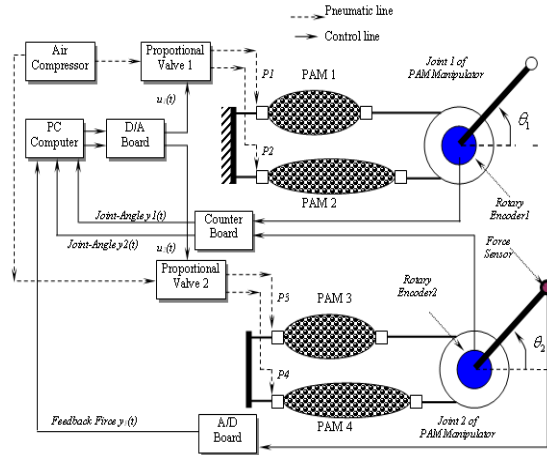 Pneumatic line
Control line
Air
Compressor
Proportional
Valve 1
P1
PAM 1
Joint 1 of
PAM Manipulator
u1(t)
θ1
PC
Computer
D/A
Board
P2
PAM 2
Rotary
Encoder1
Joint-Angle y1(t)
Counter
Board
Joint-Angle y2(t)
u2(t)
Force
Sensor
Proportional
Valve 2
PAM 3
Rotary
Encoder2
P3
θ2
P4
PAM 4
A/D
Board
Feedback Firce
Joint 2 of
PAM Manipulator